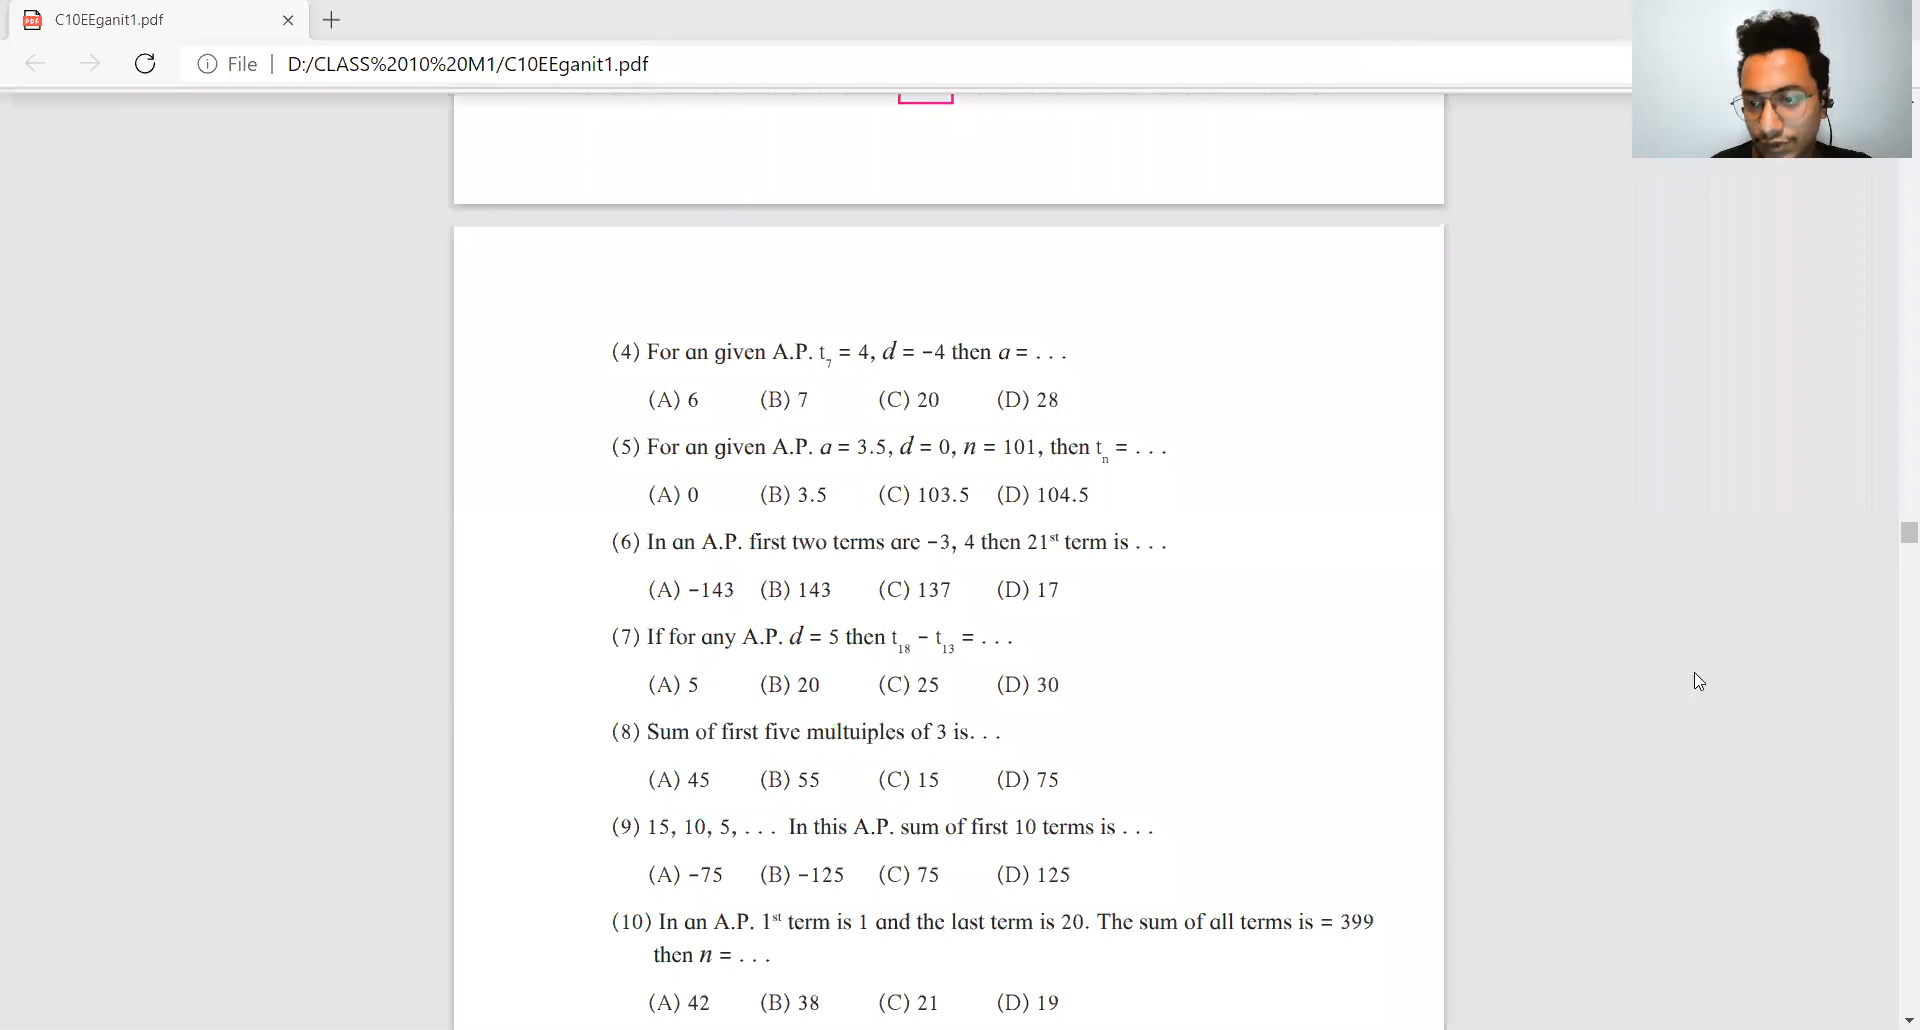 C10EEganit1.pdf
File | D:/CLASS%2010%20M1/C10EEganit1.pdf
(4) For an given A.P. t₇ = 4, d = −4 then a = . . .
(A) 6 (B) 7 (C) 20 (D) 28
(5) For an given A.P. a = 3.5, d = 0, n = 101, then tₙ = . . .
(A) 0 (B) 3.5 (C) 103.5 (D) 104.5
(6) In an A.P. first two terms are −3, 4 then 21ˢᵗ term is . . .
(A) −143 (B) 143 (C) 137 (D) 17
(7) If for any A.P. d = 5 then t₁₈ − t₁₃ = . . .
(A) 5 (B) 20 (C) 25 (D) 30
(8) Sum of first five multuiples of 3 is. . .
(A) 45 (B) 55 (C) 15 (D) 75
(9) 15, 10, 5, . . . In this A.P. sum of first 10 terms is . . .
(A) −75 (B) −125 (C) 75 (D) 125
(10) In an A.P. 1ˢᵗ term is 1 and the last term is 20. The sum of all terms is = 399
then n = . . .
(A) 42 (B) 38 (C) 21 (D) 19